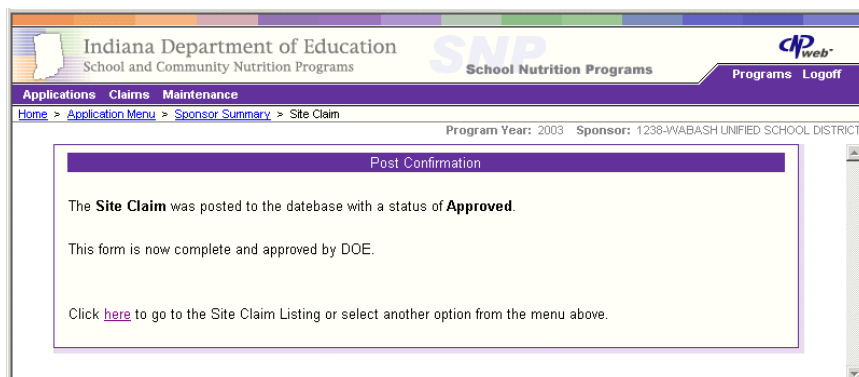 Indiana Department of Education
School and Community Nutrition Programs
SNP
School Nutrition Programs
CNPweb
Programs Logoff
Applications Claims Maintenance
Home > Application Menu > Sponsor Summary > Site Claim
Program Year: 2003 Sponsor: 1238-WABASH UNIFIED SCHOOL DISTRICT
Post Confirmation
The Site Claim was posted to the datebase with a status of Approved.
This form is now complete and approved by DOE.
Click here to go to the Site Claim Listing or select another option from the menu above.